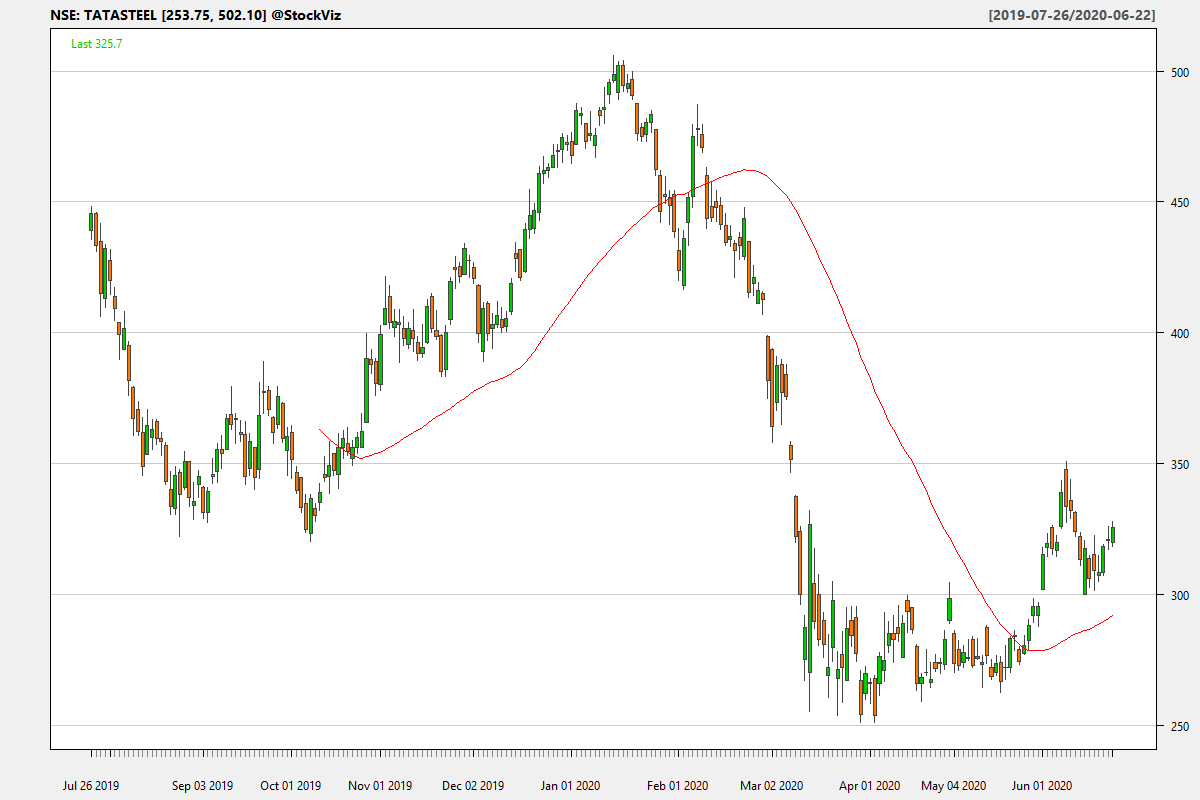 NSE: TATASTEEL [253.75, 502.10] @StockViz
[2019-07-26/2020-06-22]
Last 325.7
500
450
400
350
300
250
Jul 26 2019
Sep 03 2019
Oct 01 2019
Nov 01 2019
Dec 02 2019
Jan 01 2020
Feb 01 2020
Mar 02 2020
Apr 01 2020
May 04 2020
Jun 01 2020